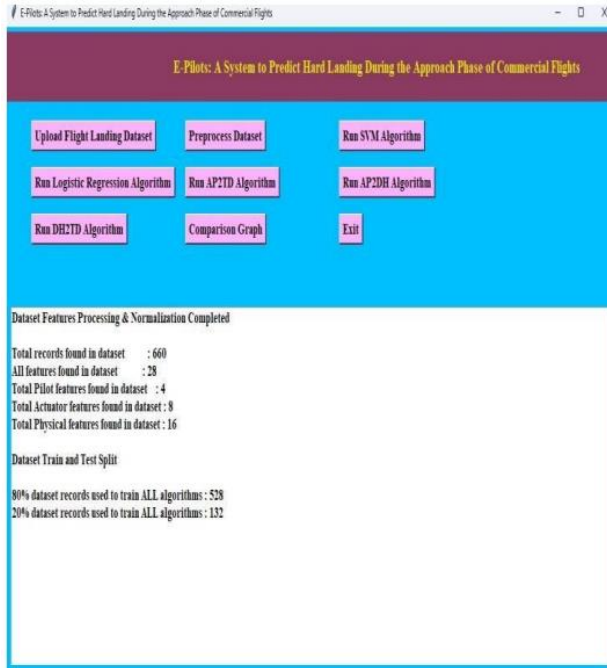 E-Pilots: A System to Predict Hard Landing During the Approach Phase of Commercial Flights
E-Pilots: A System to Predict Hard Landing During the Approach Phase of Commercial Flights
Upload Flight Landing Dataset Preprocess Dataset Run SVM Algorithm
Run Logistic Regression Algorithm Run AP2TD Algorithm Run AP2DH Algorithm
Run DH2TD Algorithm Comparison Graph Exit
Dataset Features Processing & Normalization Completed
Total records found in dataset : 660
All features found in dataset : 28
Total Pilot features found in dataset : 4
Total Actuator features found in dataset : 8
Total Physical features found in dataset : 16
Dataset Train and Test Split
80% dataset records used to train ALL algorithms : 528
20% dataset records used to train ALL algorithms : 132